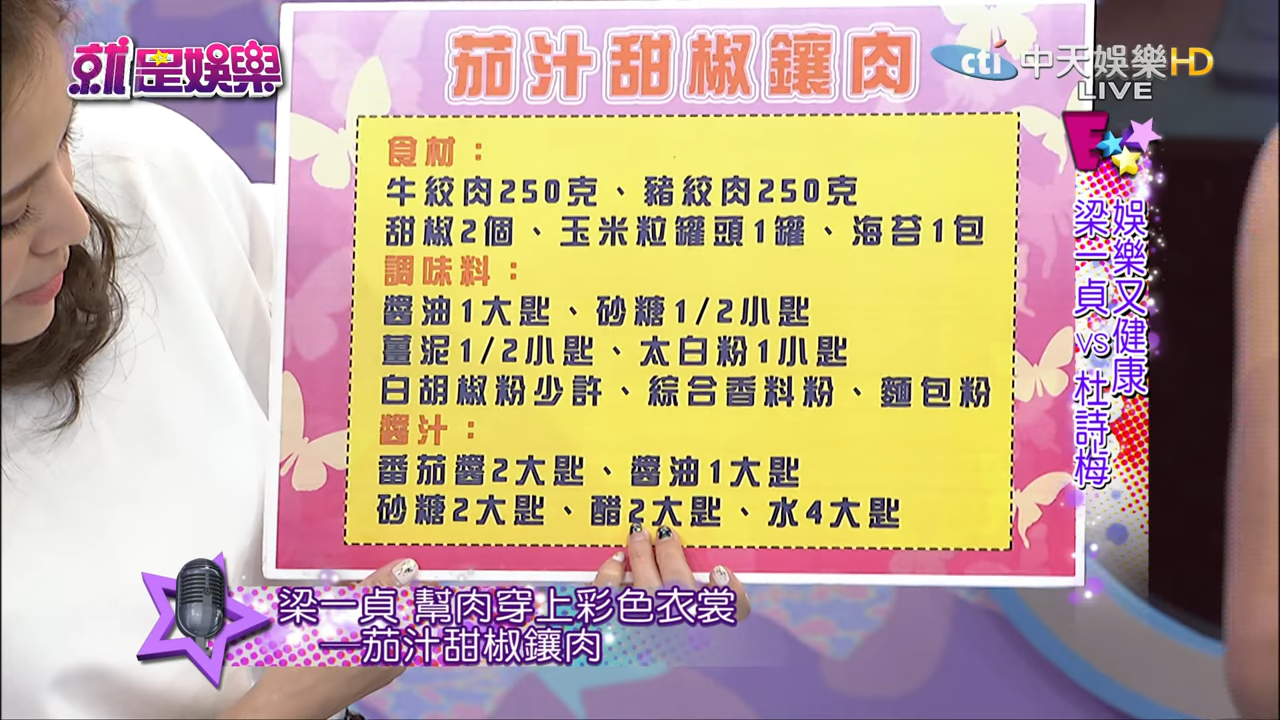 就是娛樂
茄汁甜椒鑲肉
cti 中天娛樂HD
LIVE
食材：
牛絞肉250克、豬絞肉250克
甜椒2個、玉米粒罐頭1罐、海苔1包
調味料：
醬油1大匙、砂糖1/2小匙
薑泥1/2小匙、太白粉1小匙
白胡椒粉少許、綜合香料粉、麵包粉
醬汁：
番茄醬2大匙、醬油1大匙
砂糖2大匙、醋2大匙、水4大匙
E
娛樂又健康
梁一貞 VS 杜詩梅
梁一貞 幫肉穿上彩色衣裳
—茄汁甜椒鑲肉